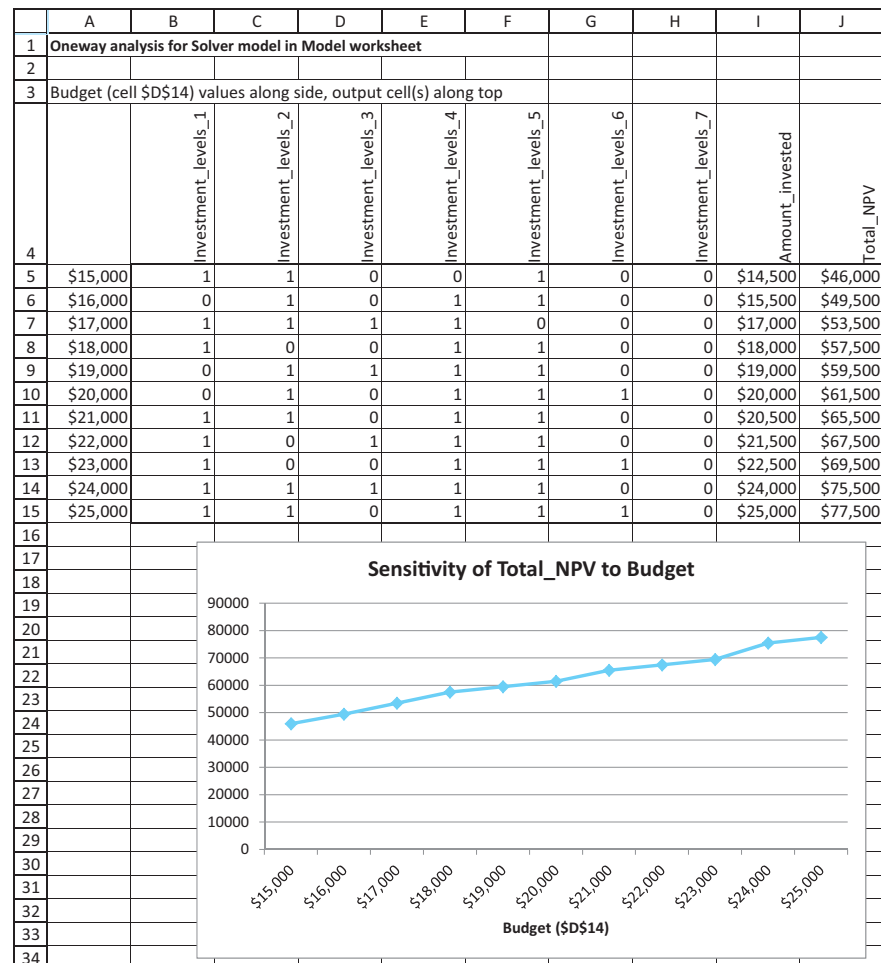 A B C D E F G H I J
1 Oneway analysis for Solver model in Model worksheet
2
3 Budget (cell $D$14) values along side, output cell(s) along top
4 Investment_levels_1 Investment_levels_2 Investment_levels_3 Investment_levels_4 Investment_levels_5 Investment_levels_6 Investment_levels_7 Amount_invested Total_NPV
5 $15,000 1 1 0 0 1 0 0 $14,500 $46,000
6 $16,000 0 1 0 1 1 0 0 $15,500 $49,500
7 $17,000 1 1 1 1 0 0 0 $17,000 $53,500
8 $18,000 1 0 0 1 1 0 0 $18,000 $57,500
9 $19,000 0 1 1 1 1 0 0 $19,000 $59,500
10 $20,000 0 1 0 1 1 1 0 $20,000 $61,500
11 $21,000 1 1 0 1 1 0 0 $20,500 $65,500
12 $22,000 1 0 1 1 1 0 0 $21,500 $67,500
13 $23,000 1 0 0 1 1 1 0 $22,500 $69,500
14 $24,000 1 1 1 1 1 0 0 $24,000 $75,500
15 $25,000 1 1 0 1 1 1 0 $25,000 $77,500
16
17
18
19
20
21
22
23
24
25
26
27
28
29
30
31
32
33
34
Sensitivity of Total_NPV to Budget
90000
80000
70000
60000
50000
40000
30000
20000
10000
0
$15,000 $16,000 $17,000 $18,000 $19,000 $20,000 $21,000 $22,000 $23,000 $24,000 $25,000
Budget ($D$14)